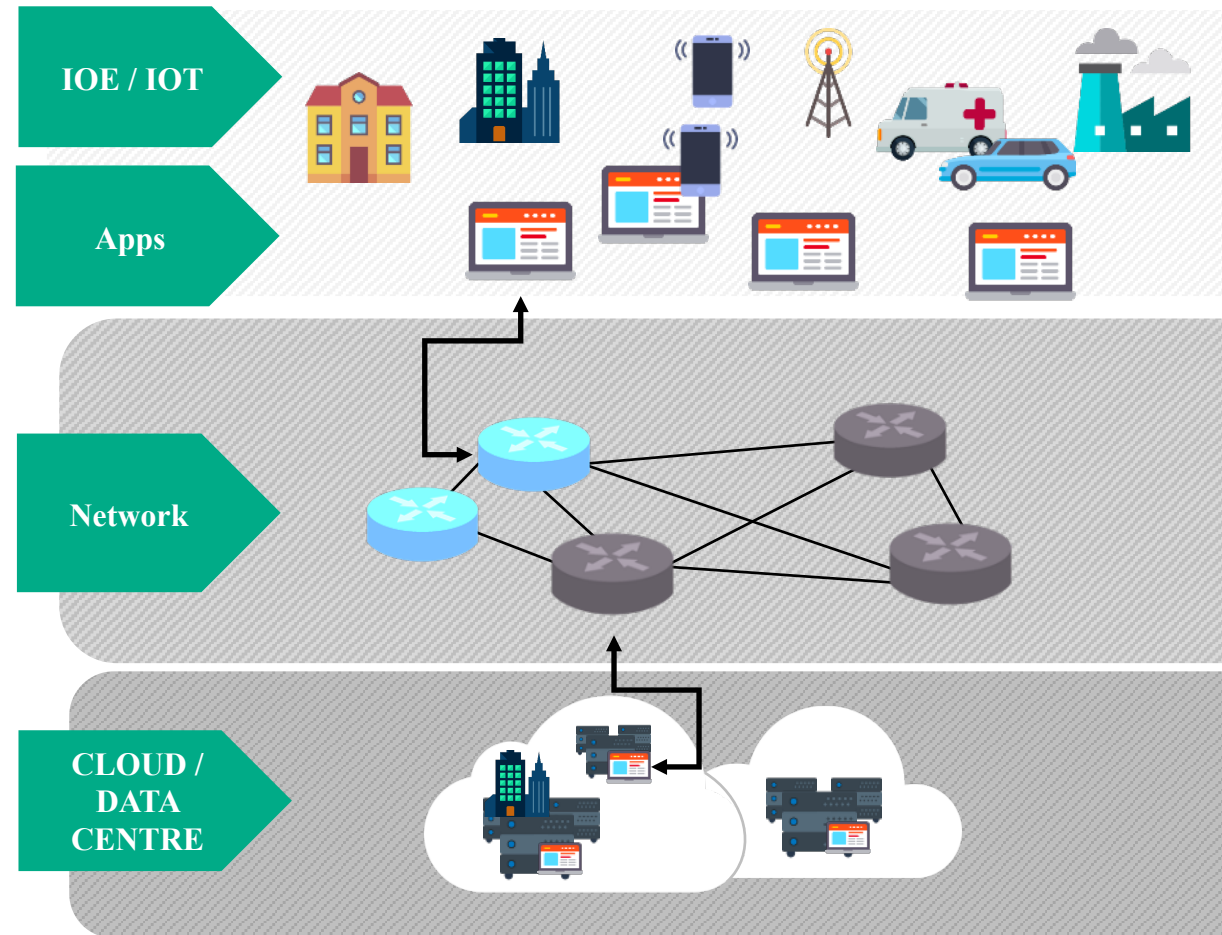 IOE / IOT
Apps
Network
CLOUD /
DATA
CENTRE